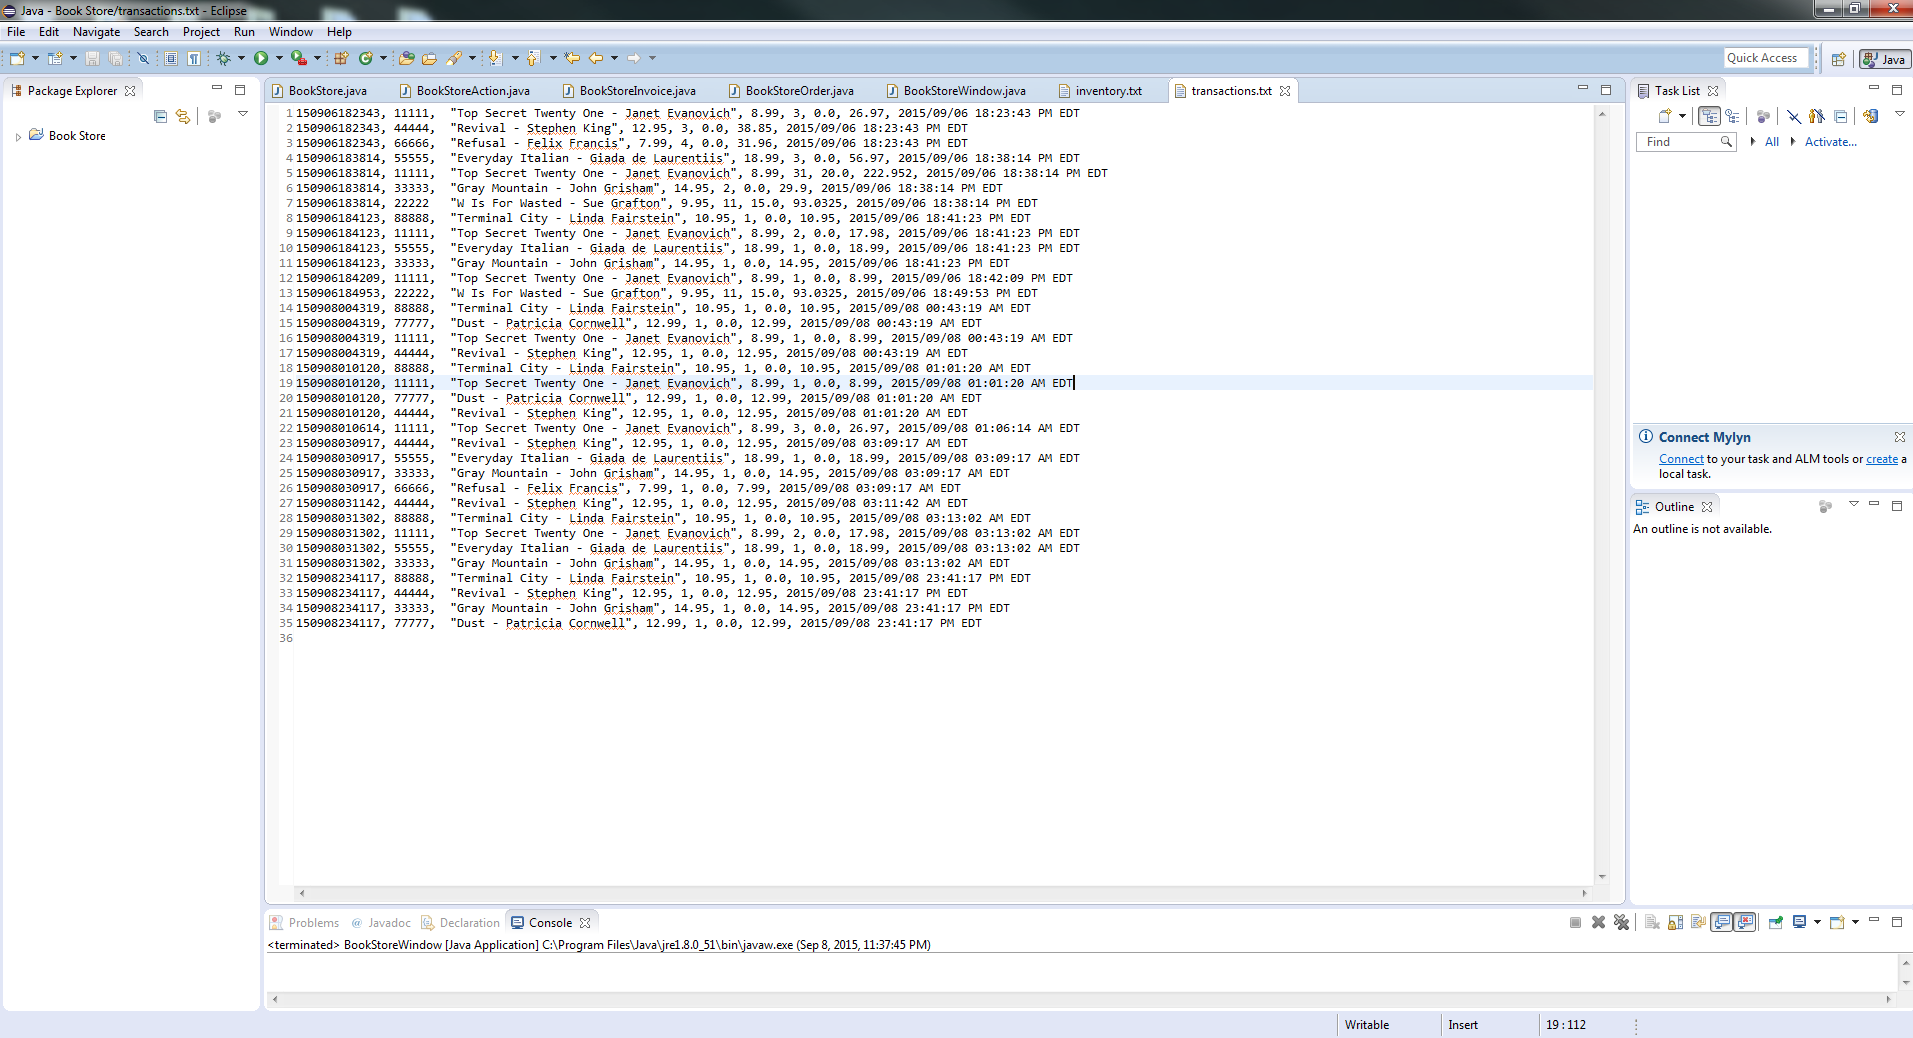 Java - Book Store/transactions.txt - Eclipse
File Edit Navigate Search Project Run Window Help
Quick Access Java
Package Explorer
Book Store
BookStore.java BookStoreAction.java BookStoreInvoice.java BookStoreOrder.java BookStoreWindow.java inventory.txt transactions.txt
1 150906182343, 11111, "Top Secret Twenty One - Janet Evanovich", 8.99, 3, 0.0, 26.97, 2015/09/06 18:23:43 PM EDT
2 150906182343, 44444, "Revival - Stephen King", 12.95, 3, 0.0, 38.85, 2015/09/06 18:23:43 PM EDT
3 150906182343, 66666, "Refusal - Felix Francis", 7.99, 4, 0.0, 31.96, 2015/09/06 18:23:43 PM EDT
4 150906183814, 55555, "Everyday Italian - Giada de Laurentiis", 18.99, 3, 0.0, 56.97, 2015/09/06 18:38:14 PM EDT
5 150906183814, 11111, "Top Secret Twenty One - Janet Evanovich", 8.99, 31, 20.0, 222.952, 2015/09/06 18:38:14 PM EDT
6 150906183814, 33333, "Gray Mountain - John Grisham", 14.95, 2, 0.0, 29.9, 2015/09/06 18:38:14 PM EDT
7 150906183814, 22222 "W Is For Wasted - Sue Grafton", 9.95, 11, 15.0, 93.0325, 2015/09/06 18:38:14 PM EDT
8 150906184123, 88888, "Terminal City - Linda Fairstein", 10.95, 1, 0.0, 10.95, 2015/09/06 18:41:23 PM EDT
9 150906184123, 11111, "Top Secret Twenty One - Janet Evanovich", 8.99, 2, 0.0, 17.98, 2015/09/06 18:41:23 PM EDT
10 150906184123, 55555, "Everyday Italian - Giada de Laurentiis", 18.99, 1, 0.0, 18.99, 2015/09/06 18:41:23 PM EDT
11 150906184123, 33333, "Gray Mountain - John Grisham", 14.95, 1, 0.0, 14.95, 2015/09/06 18:41:23 PM EDT
12 150906184209, 11111, "Top Secret Twenty One - Janet Evanovich", 8.99, 1, 0.0, 8.99, 2015/09/06 18:42:09 PM EDT
13 150906184953, 22222, "W Is For Wasted - Sue Grafton", 9.95, 11, 15.0, 93.0325, 2015/09/06 18:49:53 PM EDT
14 150908004319, 88888, "Terminal City - Linda Fairstein", 10.95, 1, 0.0, 10.95, 2015/09/08 00:43:19 AM EDT
15 150908004319, 77777, "Dust - Patricia Cornwell", 12.99, 1, 0.0, 12.99, 2015/09/08 00:43:19 AM EDT
16 150908004319, 11111, "Top Secret Twenty One - Janet Evanovich", 8.99, 1, 0.0, 8.99, 2015/09/08 00:43:19 AM EDT
17 150908004319, 44444, "Revival - Stephen King", 12.95, 1, 0.0, 12.95, 2015/09/08 00:43:19 AM EDT
18 150908010120, 88888, "Terminal City - Linda Fairstein", 10.95, 1, 0.0, 10.95, 2015/09/08 01:01:20 AM EDT
19 150908010120, 11111, "Top Secret Twenty One - Janet Evanovich", 8.99, 1, 0.0, 8.99, 2015/09/08 01:01:20 AM EDT
20 150908010120, 77777, "Dust - Patricia Cornwell", 12.99, 1, 0.0, 12.99, 2015/09/08 01:01:20 AM EDT
21 150908010120, 44444, "Revival - Stephen King", 12.95, 1, 0.0, 12.95, 2015/09/08 01:01:20 AM EDT
22 150908010614, 11111, "Top Secret Twenty One - Janet Evanovich", 8.99, 3, 0.0, 26.97, 2015/09/08 01:06:14 AM EDT
23 150908030917, 44444, "Revival - Stephen King", 12.95, 1, 0.0, 12.95, 2015/09/08 03:09:17 AM EDT
24 150908030917, 55555, "Everyday Italian - Giada de Laurentiis", 18.99, 1, 0.0, 18.99, 2015/09/08 03:09:17 AM EDT
25 150908030917, 33333, "Gray Mountain - John Grisham", 14.95, 1, 0.0, 14.95, 2015/09/08 03:09:17 AM EDT
26 150908030917, 66666, "Refusal - Felix Francis", 7.99, 1, 0.0, 7.99, 2015/09/08 03:09:17 AM EDT
27 150908031142, 44444, "Revival - Stephen King", 12.95, 1, 0.0, 12.95, 2015/09/08 03:11:42 AM EDT
28 150908031302, 88888, "Terminal City - Linda Fairstein", 10.95, 1, 0.0, 10.95, 2015/09/08 03:13:02 AM EDT
29 150908031302, 11111, "Top Secret Twenty One - Janet Evanovich", 8.99, 2, 0.0, 17.98, 2015/09/08 03:13:02 AM EDT
30 150908031302, 55555, "Everyday Italian - Giada de Laurentiis", 18.99, 1, 0.0, 18.99, 2015/09/08 03:13:02 AM EDT
31 150908031302, 33333, "Gray Mountain - John Grisham", 14.95, 1, 0.0, 14.95, 2015/09/08 03:13:02 AM EDT
32 150908234117, 88888, "Terminal City - Linda Fairstein", 10.95, 1, 0.0, 10.95, 2015/09/08 23:41:17 PM EDT
33 150908234117, 44444, "Revival - Stephen King", 12.95, 1, 0.0, 12.95, 2015/09/08 23:41:17 PM EDT
34 150908234117, 33333, "Gray Mountain - John Grisham", 14.95, 1, 0.0, 14.95, 2015/09/08 23:41:17 PM EDT
35 150908234117, 77777, "Dust - Patricia Cornwell", 12.99, 1, 0.0, 12.99, 2015/09/08 23:41:17 PM EDT
36
Task List
Find All Activate...
Connect Mylyn
Connect to your task and ALM tools or create a
local task.
Outline
An outline is not available.
Problems @ Javadoc Declaration Console
<terminated> BookStoreWindow [Java Application] C:\Program Files\Java\jre1.8.0_51\bin\javaw.exe (Sep 8, 2015, 11:37:45 PM)
Writable Insert 19 : 112